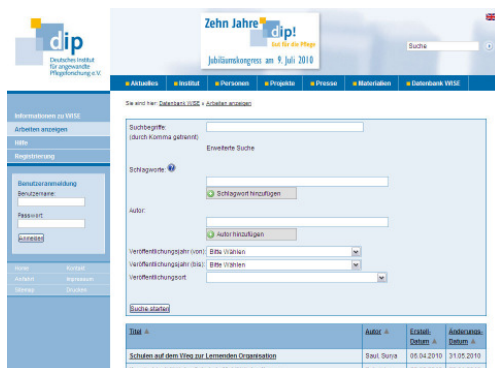 dip
Deutsches Institut
für angewandte
Pflegeforschung e.V.
Zehn Jahre
dip!
Gut für die Pflege
Jubiläumskongress am 9. Juli 2010
Suche
Aktuelles Institut Personen Projekte Presse Materialien Datenbank WISE
Sie sind hier: Datenbank WISE » Arbeiten anzeigen
Informationen zu WISE
Arbeiten anzeigen
Hilfe
Registrierung
Benutzeranmeldung
Benutzername:
Passwort:
Anmelden
Home Kontakt
Anfahrt Impressum
Sitemap Drucken
Suchbegriffe:
(durch Komma getrennt)
Erweiterte Suche
Schlagworte:
Schlagwort hinzufügen
Autor:
Autor hinzufügen
Veröffentlichungsjahr (von): Bitte Wählen
Veröffentlichungsjahr (bis): Bitte Wählen
Veröffentlichungsort:
Suche starten
Titel Autor Erstell- Änderungs-
Datum Datum
Schulen auf dem Weg zur Lernenden Organisation Saul, Surya 06.04.2010 31.05.2010